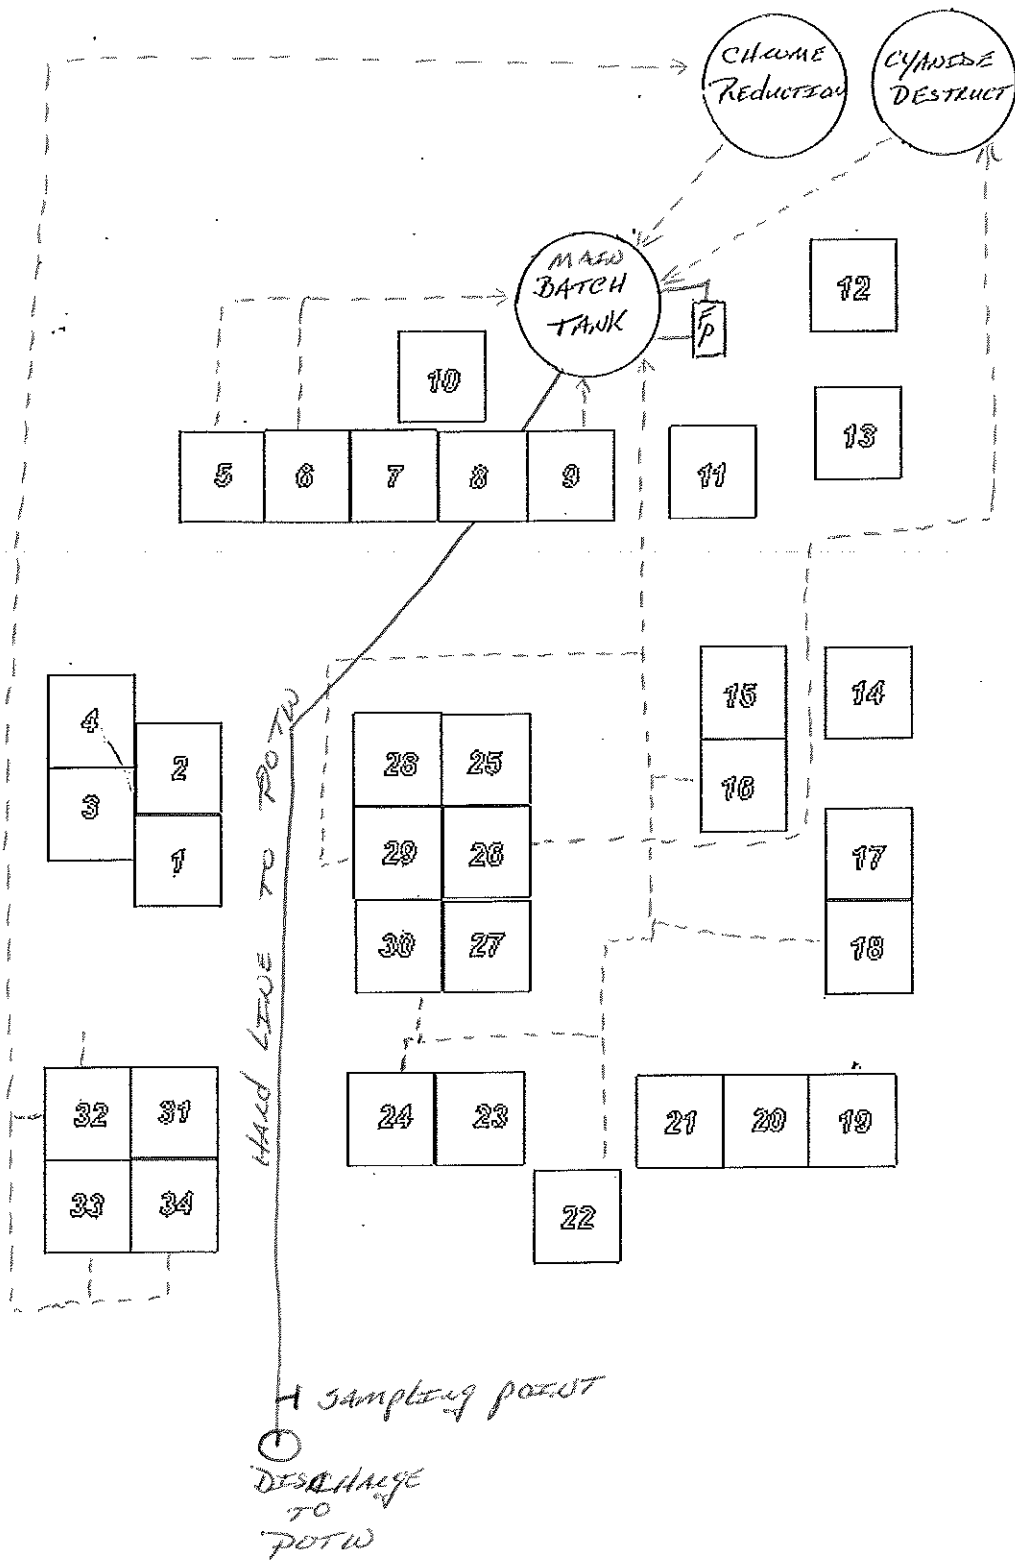 CHROME
REDUCTION
CYANIDE
DESTRUCT
MAIN
BATCH
TANK
FP
12
10
13
5
6
7
8
9
11
15
14
4
28
25
2
16
3
29
26
17
1
30
27
18
HARD LINE TO POTW
32
31
24
23
21
20
19
33
34
22
SAMPLING POINT
DISCHARGE
TO
POTW